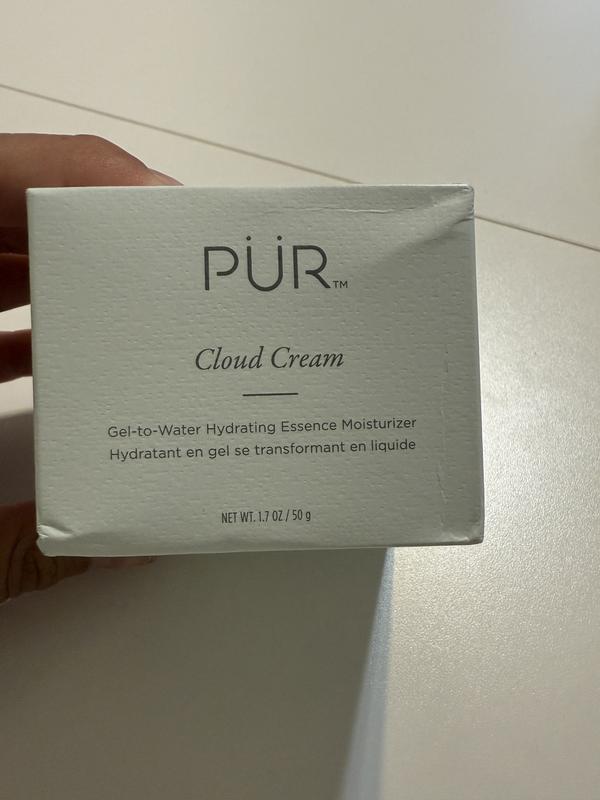 PÜR™
Cloud Cream
Gel-to-Water Hydrating Essence Moisturizer
Hydratant en gel se transformant en liquide
NET WT. 1.7 OZ / 50 g